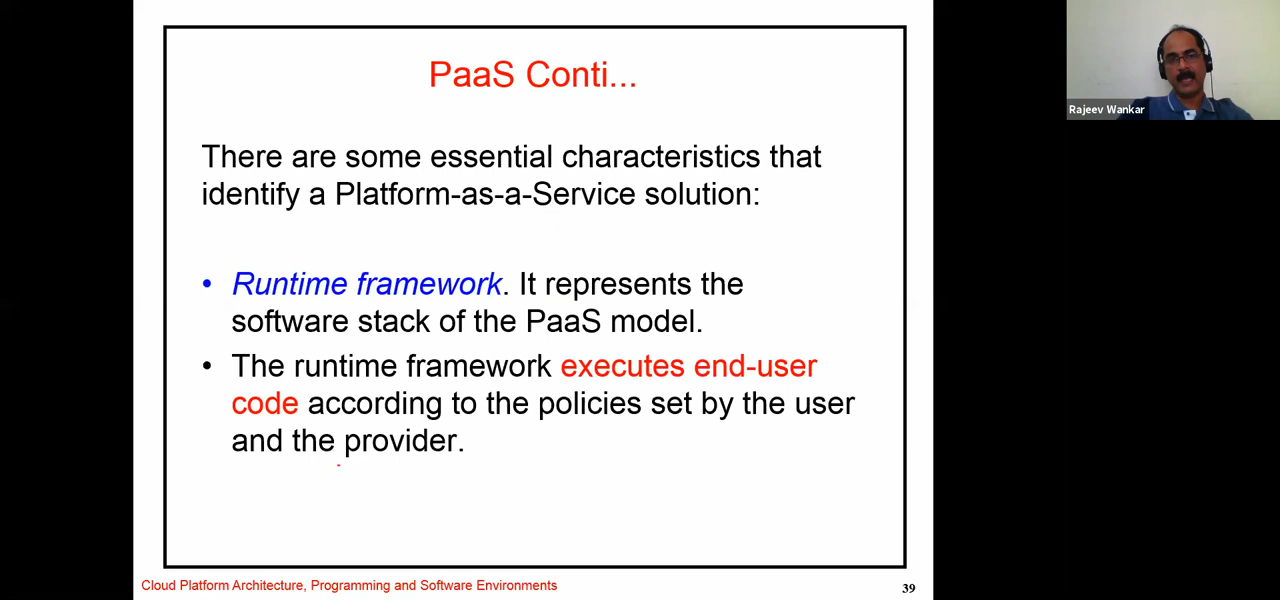 PaaS Conti...
Rajeev Wankar
There are some essential characteristics that
identify a Platform-as-a-Service solution:
• Runtime framework. It represents the
software stack of the PaaS model.
• The runtime framework executes end-user
code according to the policies set by the user
and the provider.
Cloud Platform Architecture, Programming and Software Environments
39